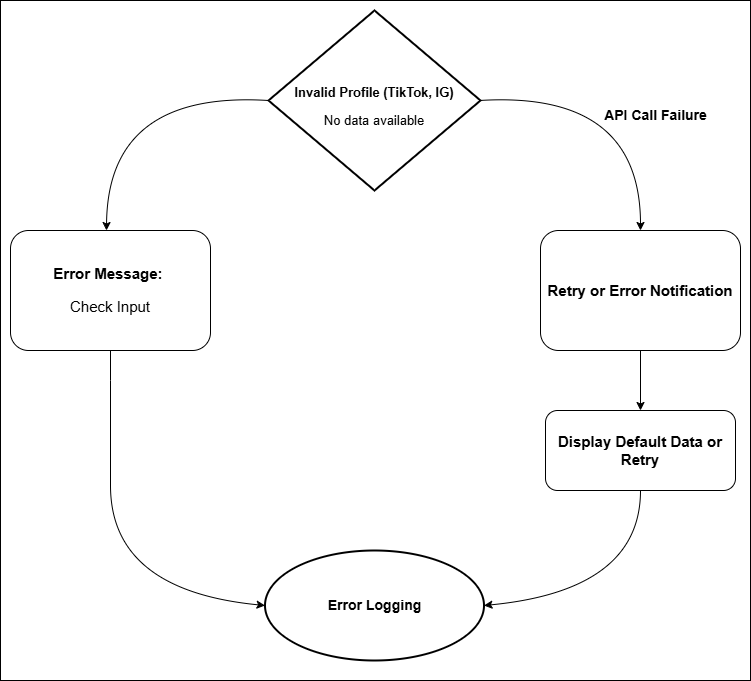 Invalid Profile (TikTok, IG)
No data available
API Call Failure
Error Message:
Check Input
Retry or Error Notification
Display Default Data or
Retry
Error Logging